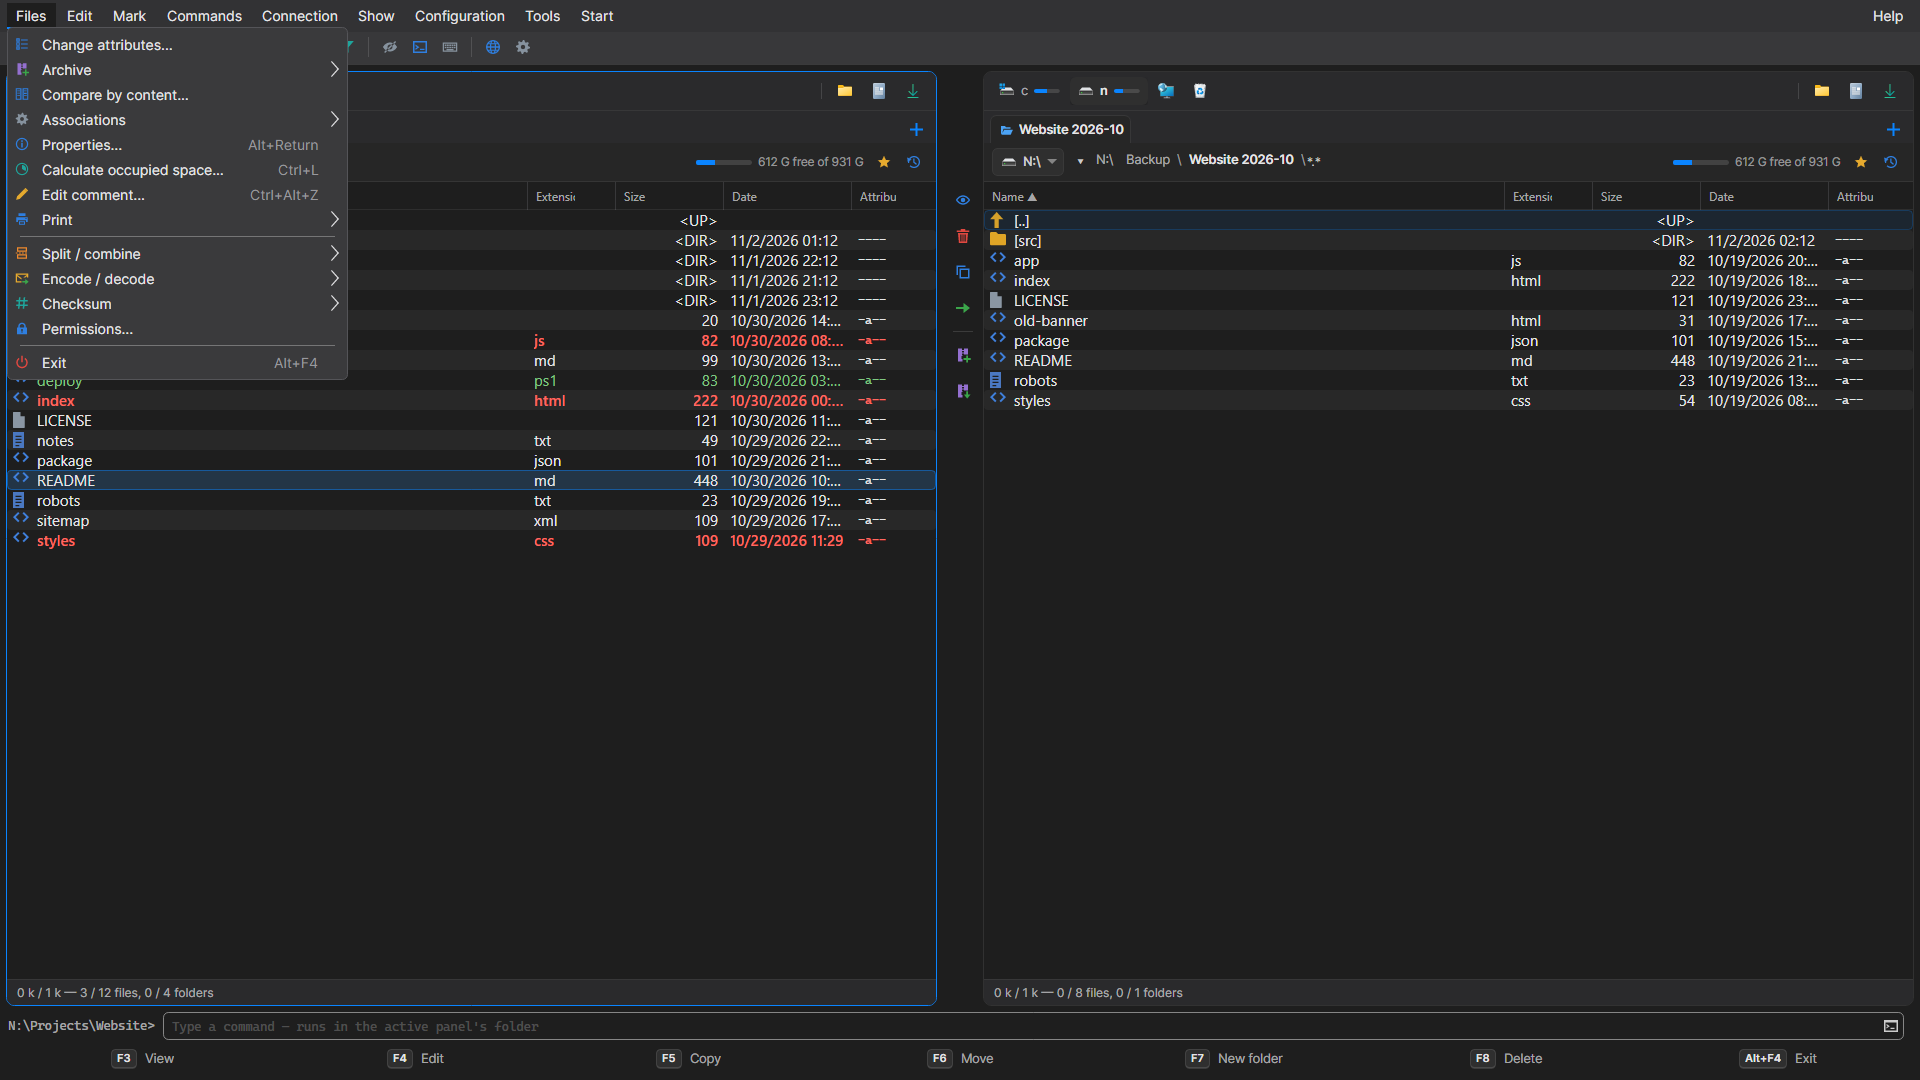 Files Edit Mark Commands Connection Show Configuration Tools Start Help
Change attributes...
Archive
Compare by content...
Associations
Properties... Alt+Return
Calculate occupied space... Ctrl+L
Edit comment... Ctrl+Alt+Z
Print
Split / combine
Encode / decode
Checksum
Permissions...
Exit Alt+F4
612 G free of 931 G
Extensi Size Date Attribu
<UP>
<DIR> 11/2/2026 01:12 ----
<DIR> 11/1/2026 22:12 ----
<DIR> 11/1/2026 21:12 ----
<DIR> 11/1/2026 23:12 ----
20 10/30/2026 14:... -a--
js 82 10/30/2026 08:... -a--
md 99 10/30/2026 13:... -a--
deploy ps1 83 10/30/2026 03:... -a--
index html 222 10/30/2026 00:... -a--
LICENSE 121 10/30/2026 11:... -a--
notes txt 49 10/29/2026 22:... -a--
package json 101 10/29/2026 21:... -a--
README md 448 10/30/2026 10:... -a--
robots txt 23 10/29/2026 19:... -a--
sitemap xml 109 10/29/2026 17:... -a--
styles css 109 10/29/2026 11:29 -a--
0 k / 1 k — 3 / 12 files, 0 / 4 folders
c n
Website 2026-10
N:\ N:\ Backup \ Website 2026-10 \*.* 612 G free of 931 G
Name Extensi Size Date Attribu
[..] <UP>
[src] <DIR> 11/2/2026 02:12 ----
app js 82 10/19/2026 20:... -a--
index html 222 10/19/2026 18:... -a--
LICENSE 121 10/19/2026 23:... -a--
old-banner html 31 10/19/2026 17:... -a--
package json 101 10/19/2026 15:... -a--
README md 448 10/19/2026 21:... -a--
robots txt 23 10/19/2026 13:... -a--
styles css 54 10/19/2026 08:... -a--
0 k / 1 k — 0 / 8 files, 0 / 1 folders
N:\Projects\Website> Type a command — runs in the active panel's folder
F3 View F4 Edit F5 Copy F6 Move F7 New folder F8 Delete Alt+F4 Exit